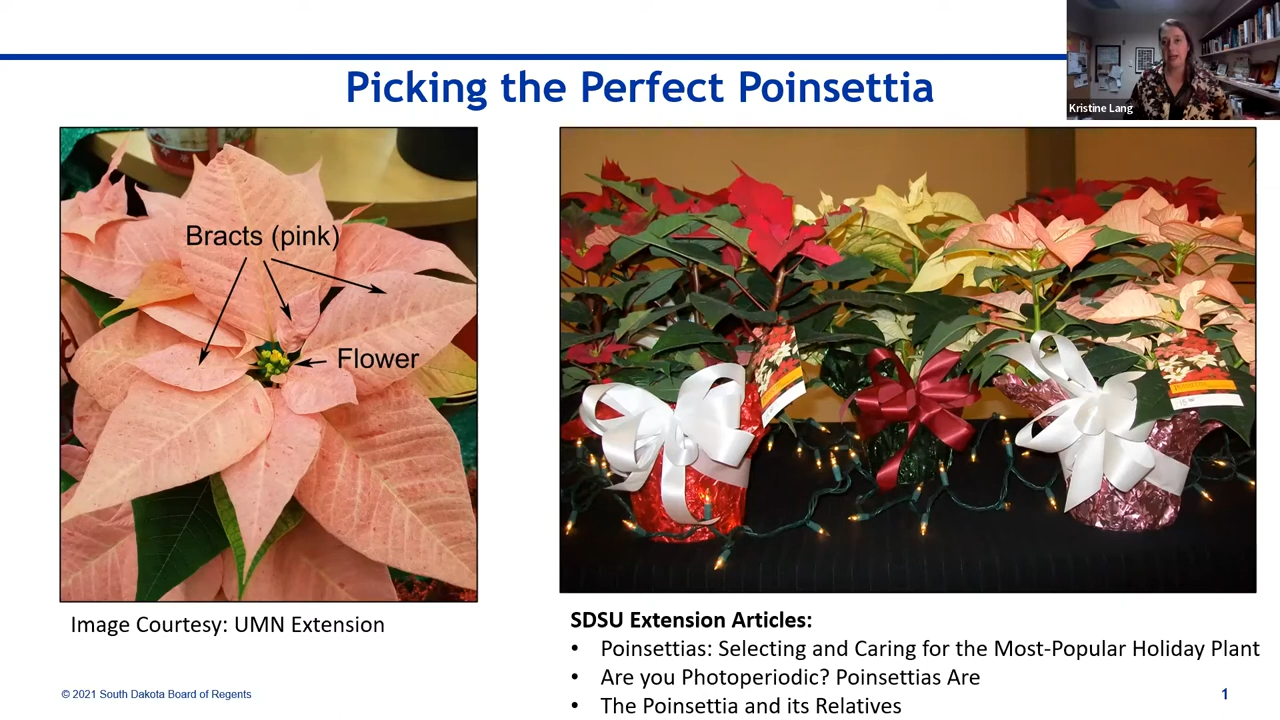 Picking the Perfect Poinsettia
Kristine Lang
Bracts (pink)
Flower
Image Courtesy: UMN Extension
SDSU Extension Articles:
• Poinsettias: Selecting and Caring for the Most-Popular Holiday Plant
• Are you Photoperiodic? Poinsettias Are
• The Poinsettia and its Relatives
© 2021 South Dakota Board of Regents
1